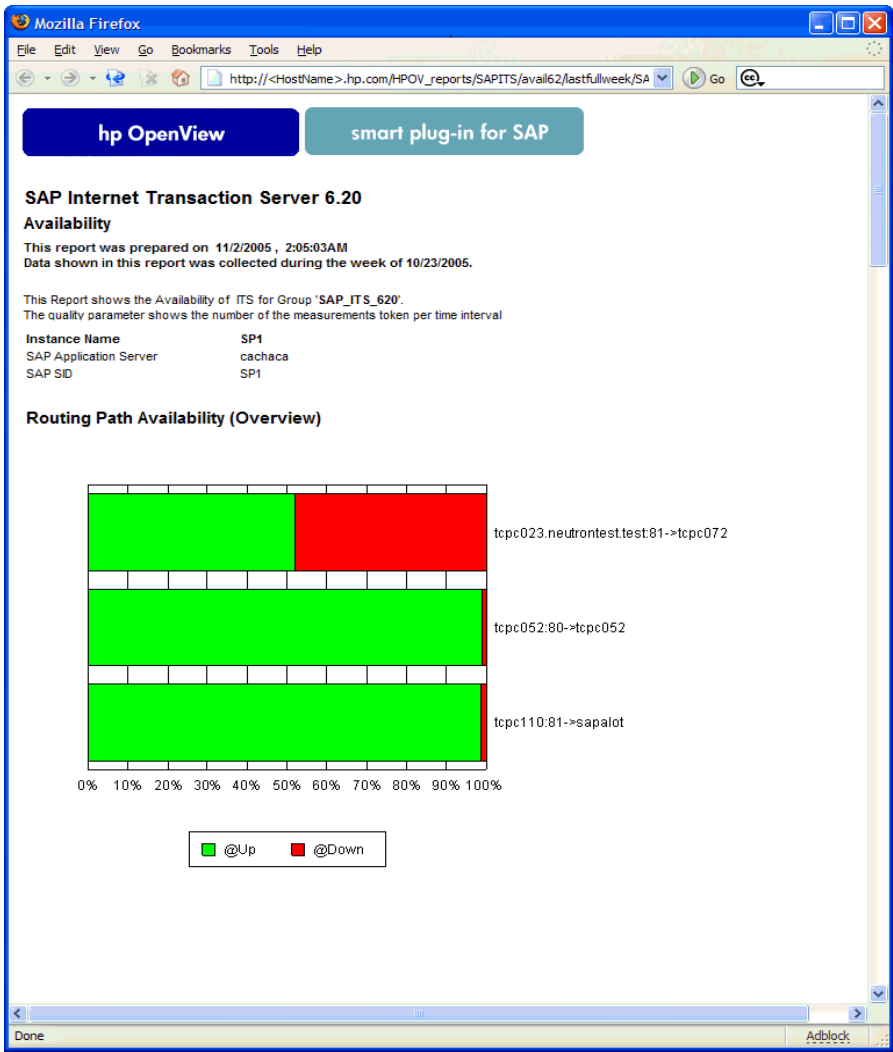 Mozilla Firefox
File Edit View Go Bookmarks Tools Help
http://<HostName>.hp.com/HPOV_reports/SAPITS/avail62/lastfullweek/SA Go cc
hp OpenView smart plug-in for SAP
SAP Internet Transaction Server 6.20
Availability
This report was prepared on 11/2/2005 , 2:05:03AM
Data shown in this report was collected during the week of 10/23/2005.
This Report shows the Availability of ITS for Group 'SAP_ITS_620'.
The quality parameter shows the number of the measurements token per time interval
Instance Name SP1
SAP Application Server cachaca
SAP SID SP1
Routing Path Availability (Overview)
tcpc023.neutrontest.test:81->tcpc072
tcpc052:80->tcpc052
tcpc110:81->sapalot
0% 10% 20% 30% 40% 50% 60% 70% 80% 90% 100%
@Up @Down
Done Adblock